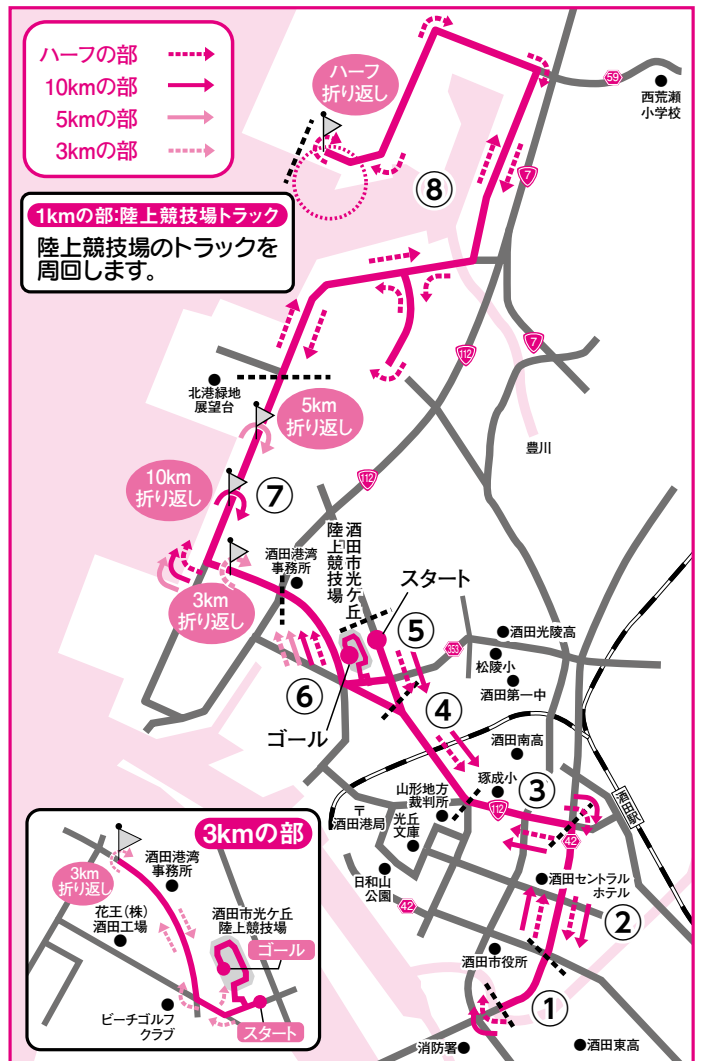 ハーフの部
10kmの部
5kmの部
3kmの部
1kmの部:陸上競技場トラック
陸上競技場のトラックを
周回します。
ハーフ
折り返し
59
西荒瀬
小学校
⑧
7
7
112
豊川
北港緑地
展望台
5km
折り返し
10km
折り返し
⑦
112
酒田港湾
事務所
酒田市光ケ丘
陸上競技場
スタート
3km
折り返し
⑤
353
酒田光陵高
松陵小
酒田第一中
⑥
ゴール
④
酒田南高
琢成小
③
酒田駅
山形地方
裁判所
112
〒
酒田港局
光丘
文庫
42
日和山
公園
42
酒田セントラル
ホテル
②
酒田市役所
①
消防署
酒田東高
3kmの部
3km
折り返し
酒田港湾
事務所
花王(株)
酒田工場
酒田市光ケ丘
陸上競技場
ゴール
ビーチゴルフ
クラブ
スタート